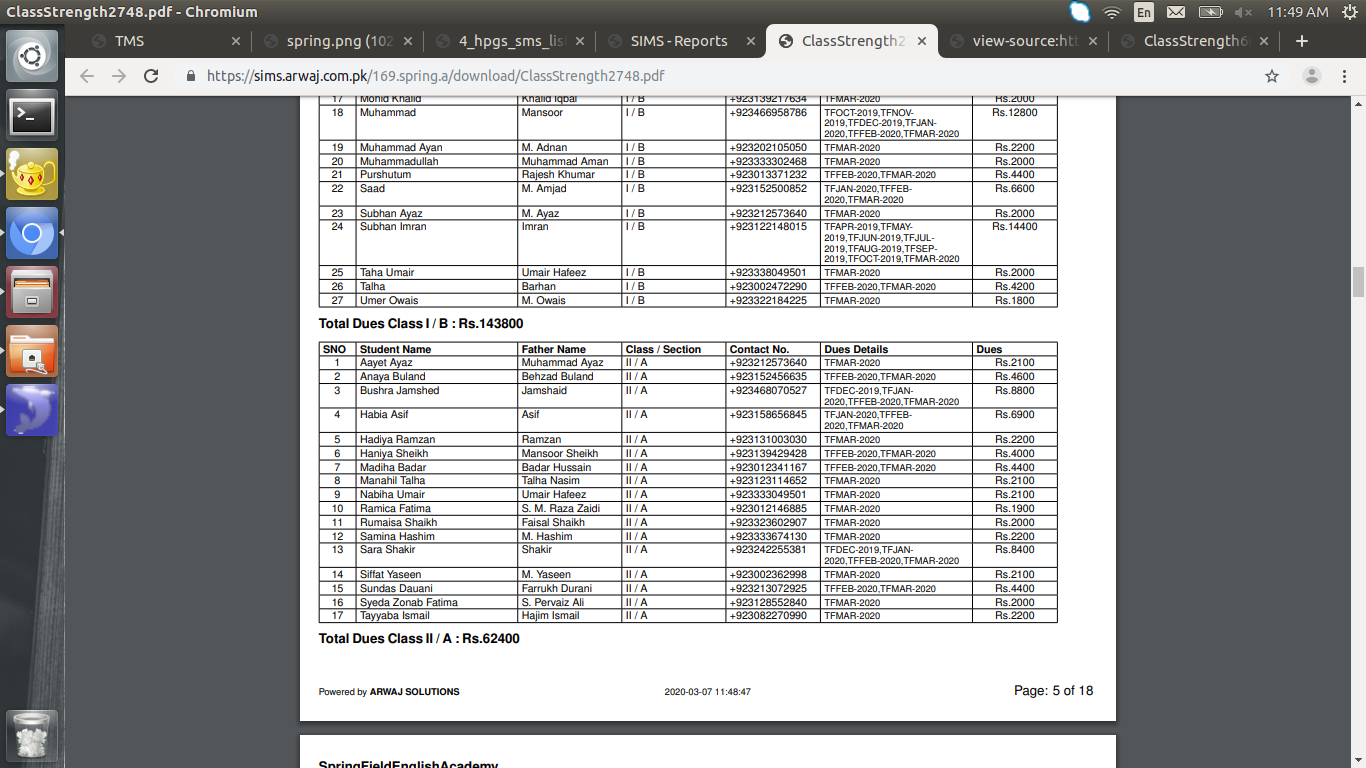 ClassStrength2748.pdf - Chromium
En
11:49 AM
TMS
spring.png (102
4_hpgs_sms_lis
SIMS - Reports
ClassStrength2
view-source:ht
ClassStrength6
https://sims.arwaj.com.pk/169.spring.a/download/ClassStrength2748.pdf
17 Mohid Khalid Khalid Iqbal I / B +923139217634 TFMAR-2020 Rs.2000
18 Muhammad Mansoor I / B +923466958786 TFOCT-2019,TFNOV- Rs.12800
2019,TFDEC-2019,TFJAN-
2020,TFFEB-2020,TFMAR-2020
19 Muhammad Ayan M. Adnan I / B +923202105050 TFMAR-2020 Rs.2200
20 Muhammadullah Muhammad Aman I / B +923333302468 TFMAR-2020 Rs.2000
21 Purshutum Rajesh Khumar I / B +923013371232 TFFEB-2020,TFMAR-2020 Rs.4400
22 Saad M. Amjad I / B +923152500852 TFJAN-2020,TFFEB- Rs.6600
2020,TFMAR-2020
23 Subhan Ayaz M. Ayaz I / B +923212573640 TFMAR-2020 Rs.2000
24 Subhan Imran Imran I / B +923122148015 TFAPR-2019,TFMAY- Rs.14400
2019,TFJUN-2019,TFJUL-
2019,TFAUG-2019,TFSEP-
2019,TFOCT-2019,TFMAR-2020
25 Taha Umair Umair Hafeez I / B +923338049501 TFMAR-2020 Rs.2000
26 Talha Barhan I / B +923002472290 TFFEB-2020,TFMAR-2020 Rs.4200
27 Umer Owais M. Owais I / B +923322184225 TFMAR-2020 Rs.1800
Total Dues Class I / B : Rs.143800
SNO Student Name Father Name Class / Section Contact No. Dues Details Dues
1 Aayet Ayaz Muhammad Ayaz II / A +923212573640 TFMAR-2020 Rs.2100
2 Anaya Buland Behzad Buland II / A +923152456635 TFFEB-2020,TFMAR-2020 Rs.4600
3 Bushra Jamshed Jamshaid II / A +923468070527 TFDEC-2019,TFJAN- Rs.8800
2020,TFFEB-2020,TFMAR-2020
4 Habia Asif Asif II / A +923158656845 TFJAN-2020,TFFEB- Rs.6900
2020,TFMAR-2020
5 Hadiya Ramzan Ramzan II / A +923131003030 TFMAR-2020 Rs.2200
6 Haniya Sheikh Mansoor Sheikh II / A +923139429428 TFFEB-2020,TFMAR-2020 Rs.4000
7 Madiha Badar Badar Hussain II / A +923012341167 TFFEB-2020,TFMAR-2020 Rs.4400
8 Manahil Talha Talha Nasim II / A +923123114652 TFMAR-2020 Rs.2100
9 Nabiha Umair Umair Hafeez II / A +923333049501 TFMAR-2020 Rs.2100
10 Ramica Fatima S. M. Raza Zaidi II / A +923012146885 TFMAR-2020 Rs.1900
11 Rumaisa Shaikh Faisal Shaikh II / A +923323602907 TFMAR-2020 Rs.2000
12 Samina Hashim M. Hashim II / A +923333674130 TFMAR-2020 Rs.2200
13 Sara Shakir Shakir II / A +923242255381 TFDEC-2019,TFJAN- Rs.8400
2020,TFFEB-2020,TFMAR-2020
14 Siffat Yaseen M. Yaseen II / A +923002362998 TFMAR-2020 Rs.2100
15 Sundas Dauani Farrukh Durani II / A +923213072925 TFFEB-2020,TFMAR-2020 Rs.4400
16 Syeda Zonab Fatima S. Pervaiz Ali II / A +923128552840 TFMAR-2020 Rs.2000
17 Tayyaba Ismail Hajim Ismail II / A +923082270990 TFMAR-2020 Rs.2200
Total Dues Class II / A : Rs.62400
Powered by ARWAJ SOLUTIONS 2020-03-07 11:48:47 Page: 5 of 18
SpringFieldEnglishAcademy